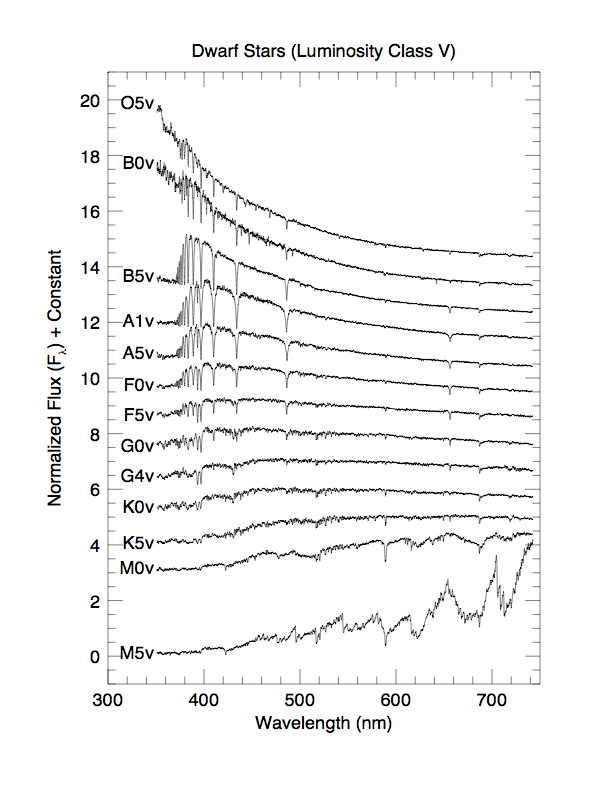 Dwarf Stars (Luminosity Class V)
20
18
16
14
12
10
8
6
4
2
0
O5v
B0v
B5v
A1v
A5v
F0v
F5v
G0v
G4v
K0v
K5v
M0v
M5v
Normalized Flux (Fλ) + Constant
300 400 500 600 700
Wavelength (nm)